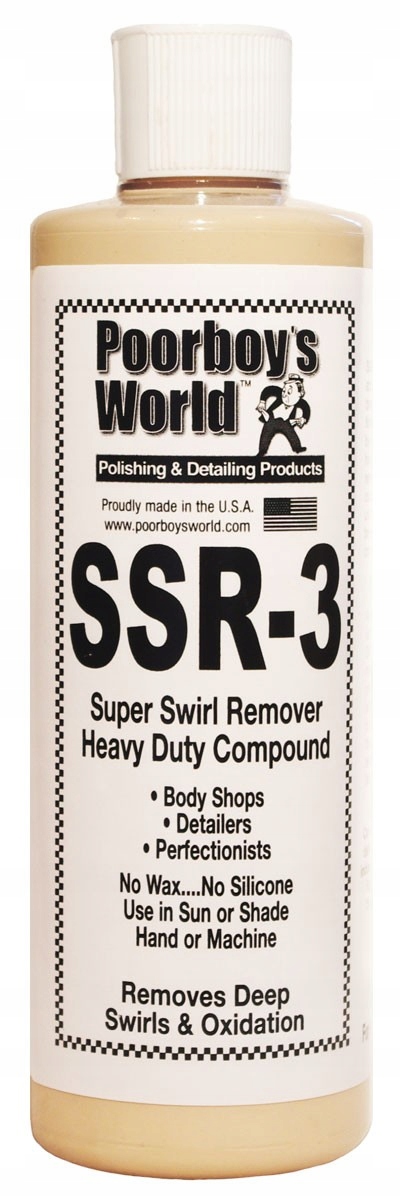 Poorboy's
World™
Polishing & Detailing Products
Proudly made in the U.S.A.
www.poorboysworld.com
SSR-3
Super Swirl Remover
Heavy Duty Compound
• Body Shops
• Detailers
• Perfectionists
No Wax....No Silicone
Use in Sun or Shade
Hand or Machine
Removes Deep
Swirls & Oxidation